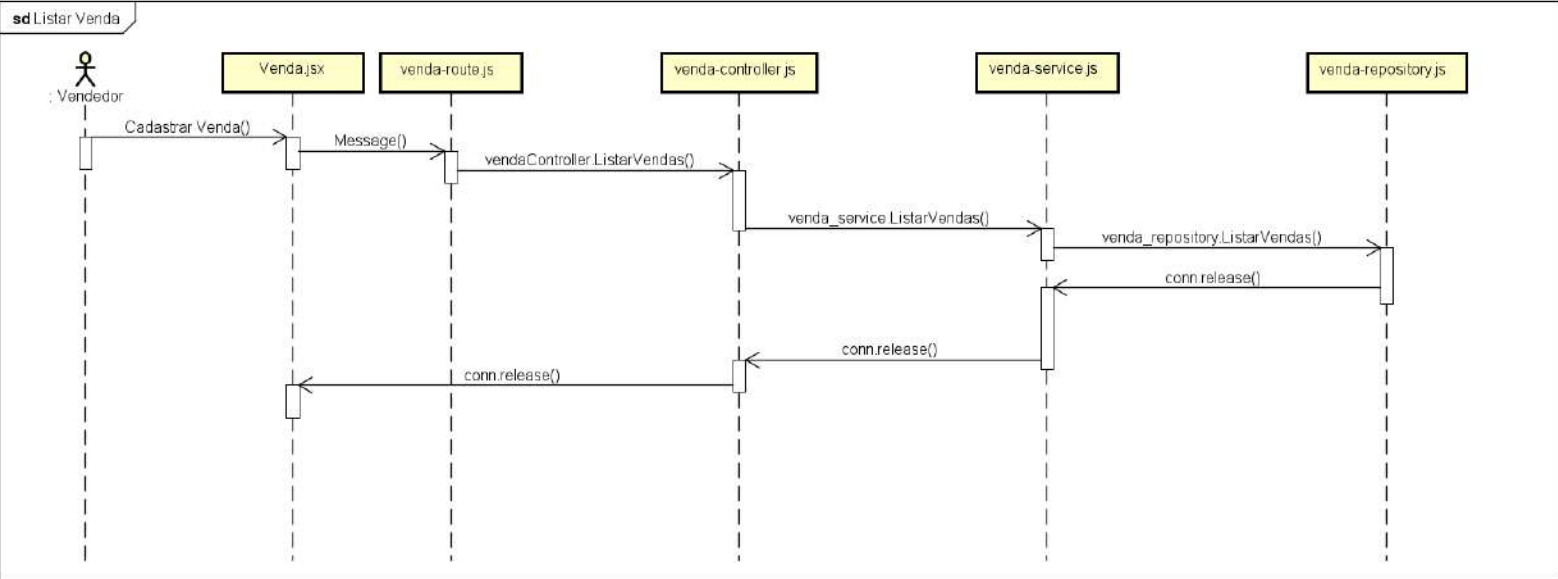 sd Listar Venda
: Vendedor
Venda.jsx
venda-route.js
venda-controller.js
venda-service.js
venda-repository.js
Cadastrar Venda()
Message()
vendaController.ListarVendas()
venda_service.ListarVendas()
venda_repository.ListarVendas()
conn.release()
conn.release()
conn.release()